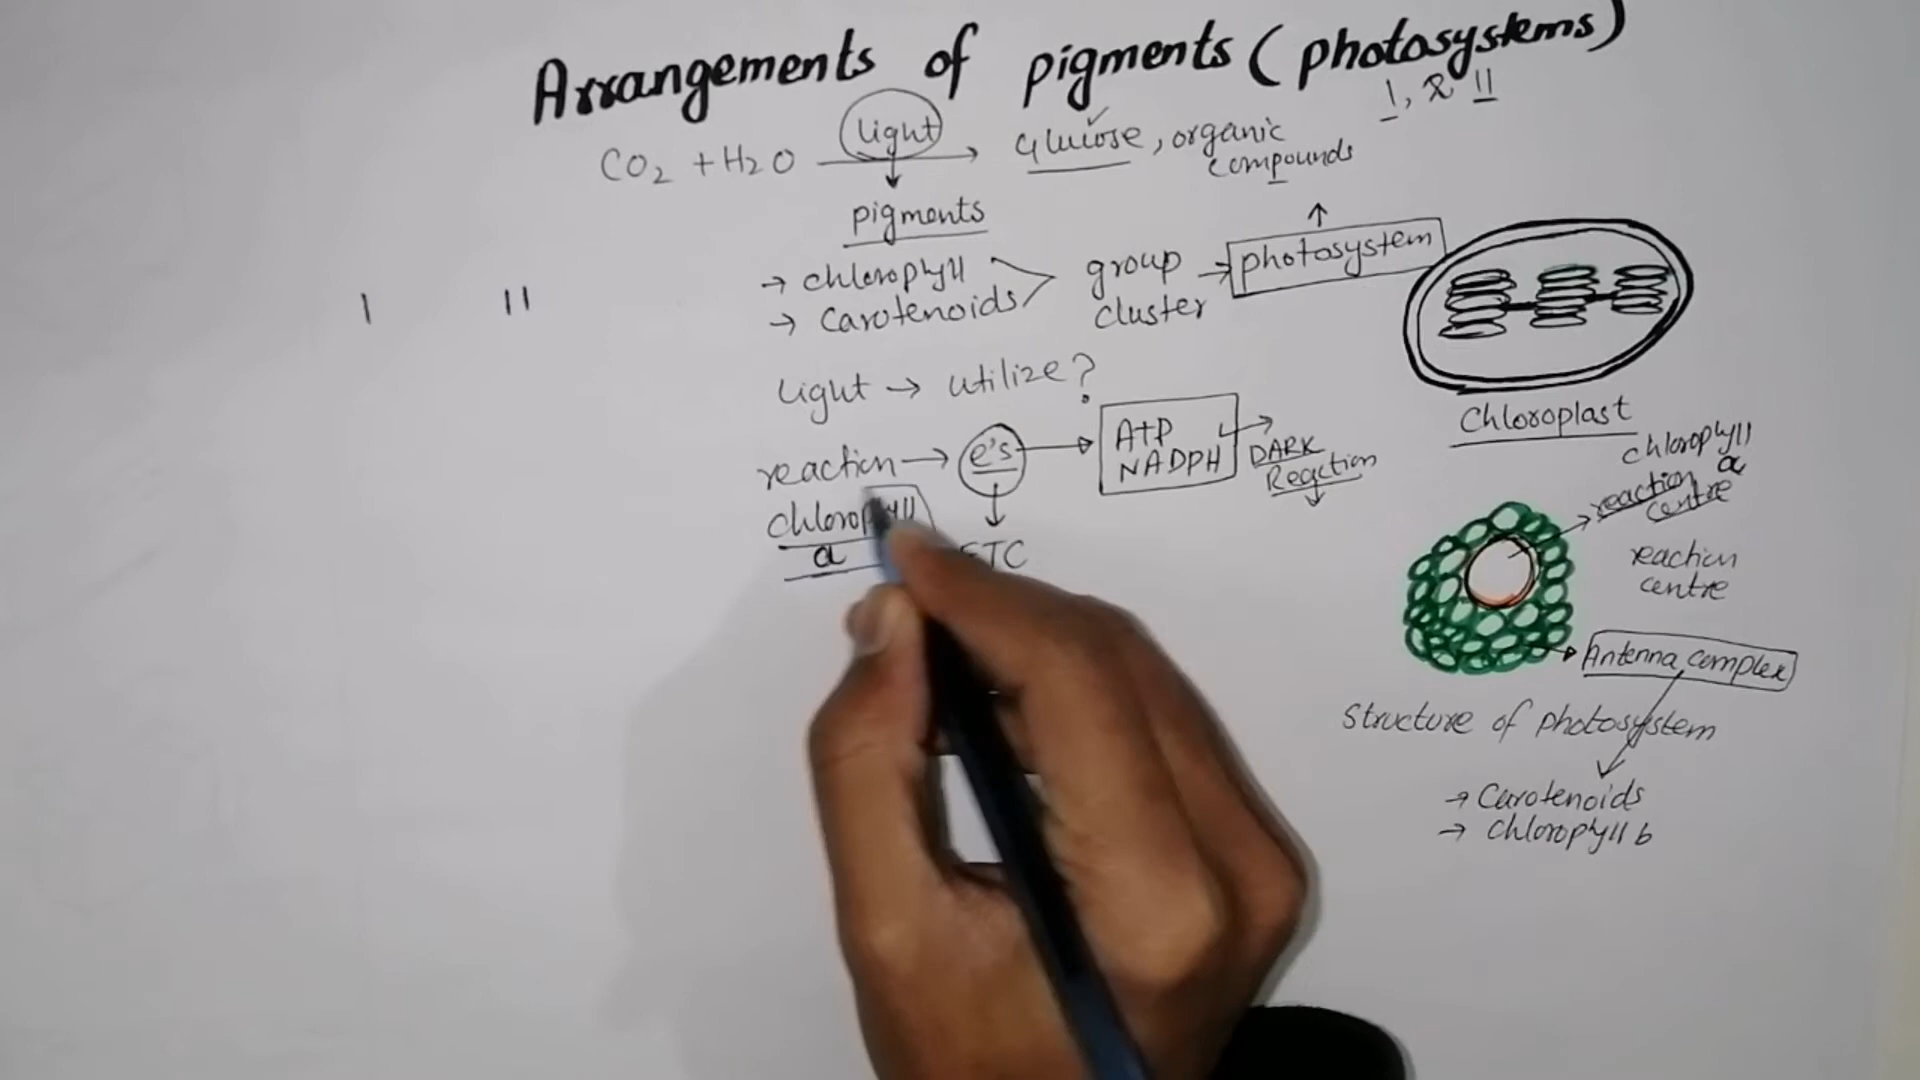 Arrangements of pigments (photosystems)
I, & II
CO2 + H2O light → Glucose, organic
compounds
↓
pigments
→ chlorophyll
→ Carotenoids
group
cluster
→ photosystem
↑
I II
light → utilize?
reaction → e's → ATP
NADPH
DARK
Reaction
chlorophyll
a
↓
ETC
Chloroplast
chlorophyll
a
reaction
centre
reaction
centre
Antenna complex
Structure of photosystem
→ Carotenoids
→ chlorophyll b